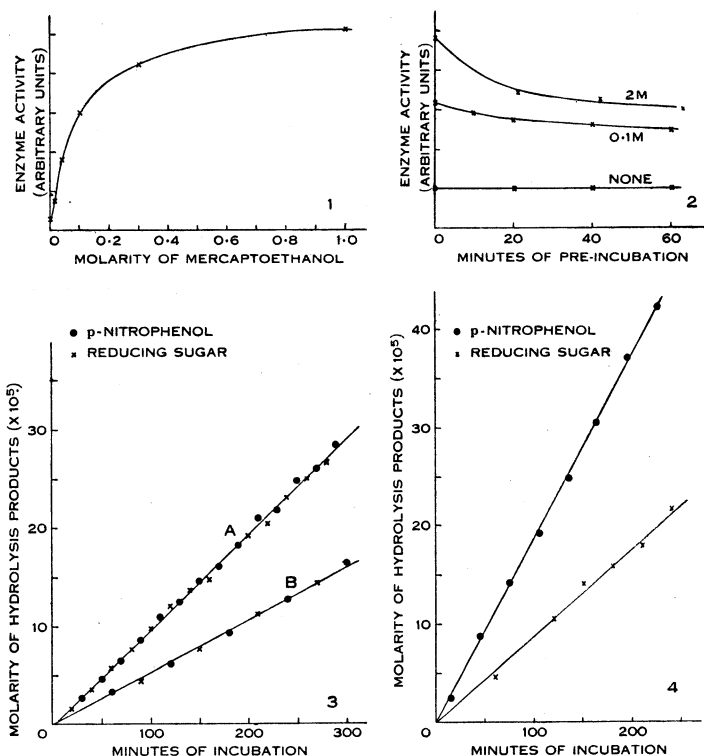 ENZYME ACTIVITY
(ARBITRARY UNITS)
1
0 0·2 0·4 0·6 0·8 1·0
MOLARITY OF MERCAPTOETHANOL
ENZYME ACTIVITY
(ARBITRARY UNITS)
2M
0·1M
NONE
2
0 20 40 60
MINUTES OF PRE-INCUBATION
MOLARITY OF HYDROLYSIS PRODUCTS (X 10⁵)
p-NITROPHENOL
REDUCING SUGAR
30
20
10
0
A
B
3
100 200 300
MINUTES OF INCUBATION
MOLARITY OF HYDROLYSIS PRODUCTS (X 10⁵)
p-NITROPHENOL
REDUCING SUGAR
40
30
20
10
0
4
100 200
MINUTES OF INCUBATION